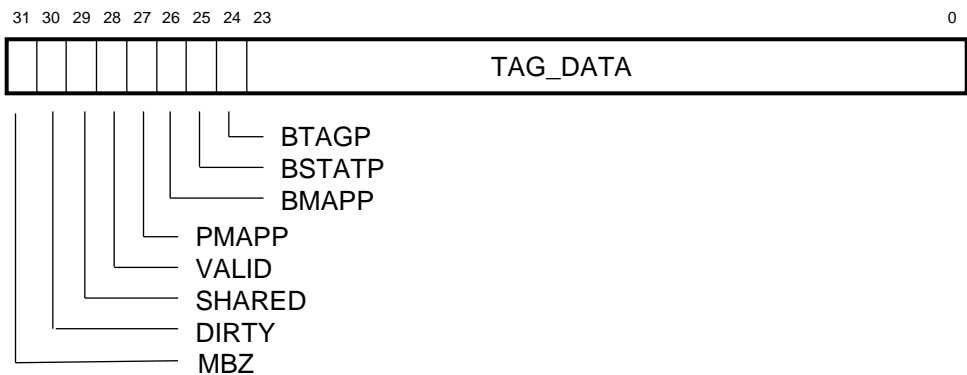 31 30 29 28 27 26 25 24 23 0
TAG_DATA
BTAGP
BSTATP
BMAPP
PMAPP
VALID
SHARED
DIRTY
MBZ